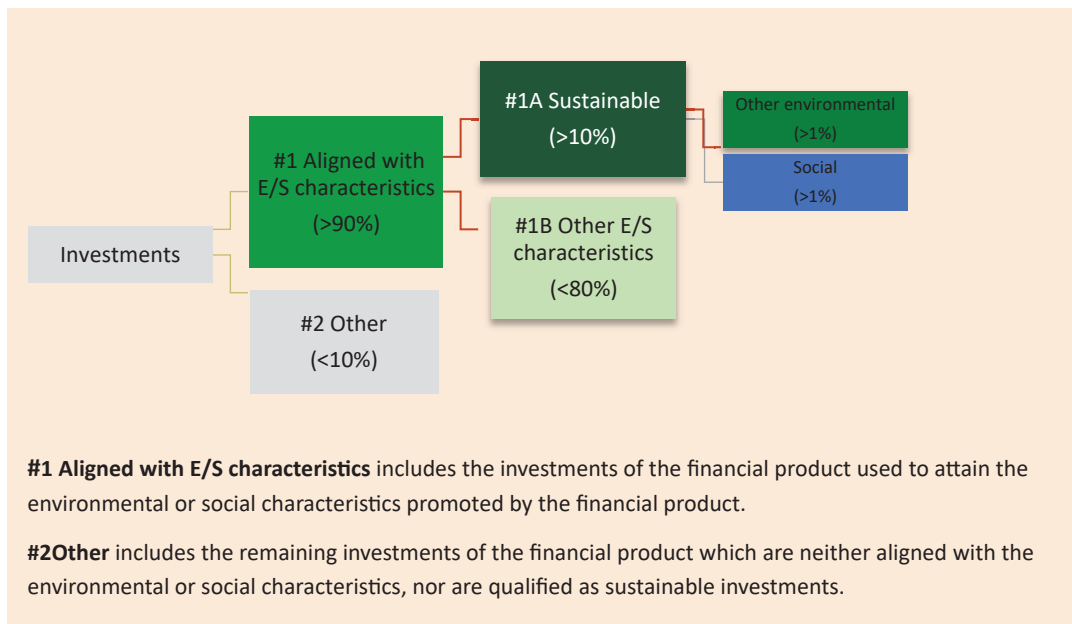 #1A Sustainable
(>10%)
Other environmental
(>1%)
Social
(>1%)
#1 Aligned with
E/S characteristics
(>90%)
#1B Other E/S
characteristics
(<80%)
Investments
#2 Other
(<10%)
#1 Aligned with E/S characteristics includes the investments of the financial product used to attain the
environmental or social characteristics promoted by the financial product.
#2Other includes the remaining investments of the financial product which are neither aligned with the
environmental or social characteristics, nor are qualified as sustainable investments.